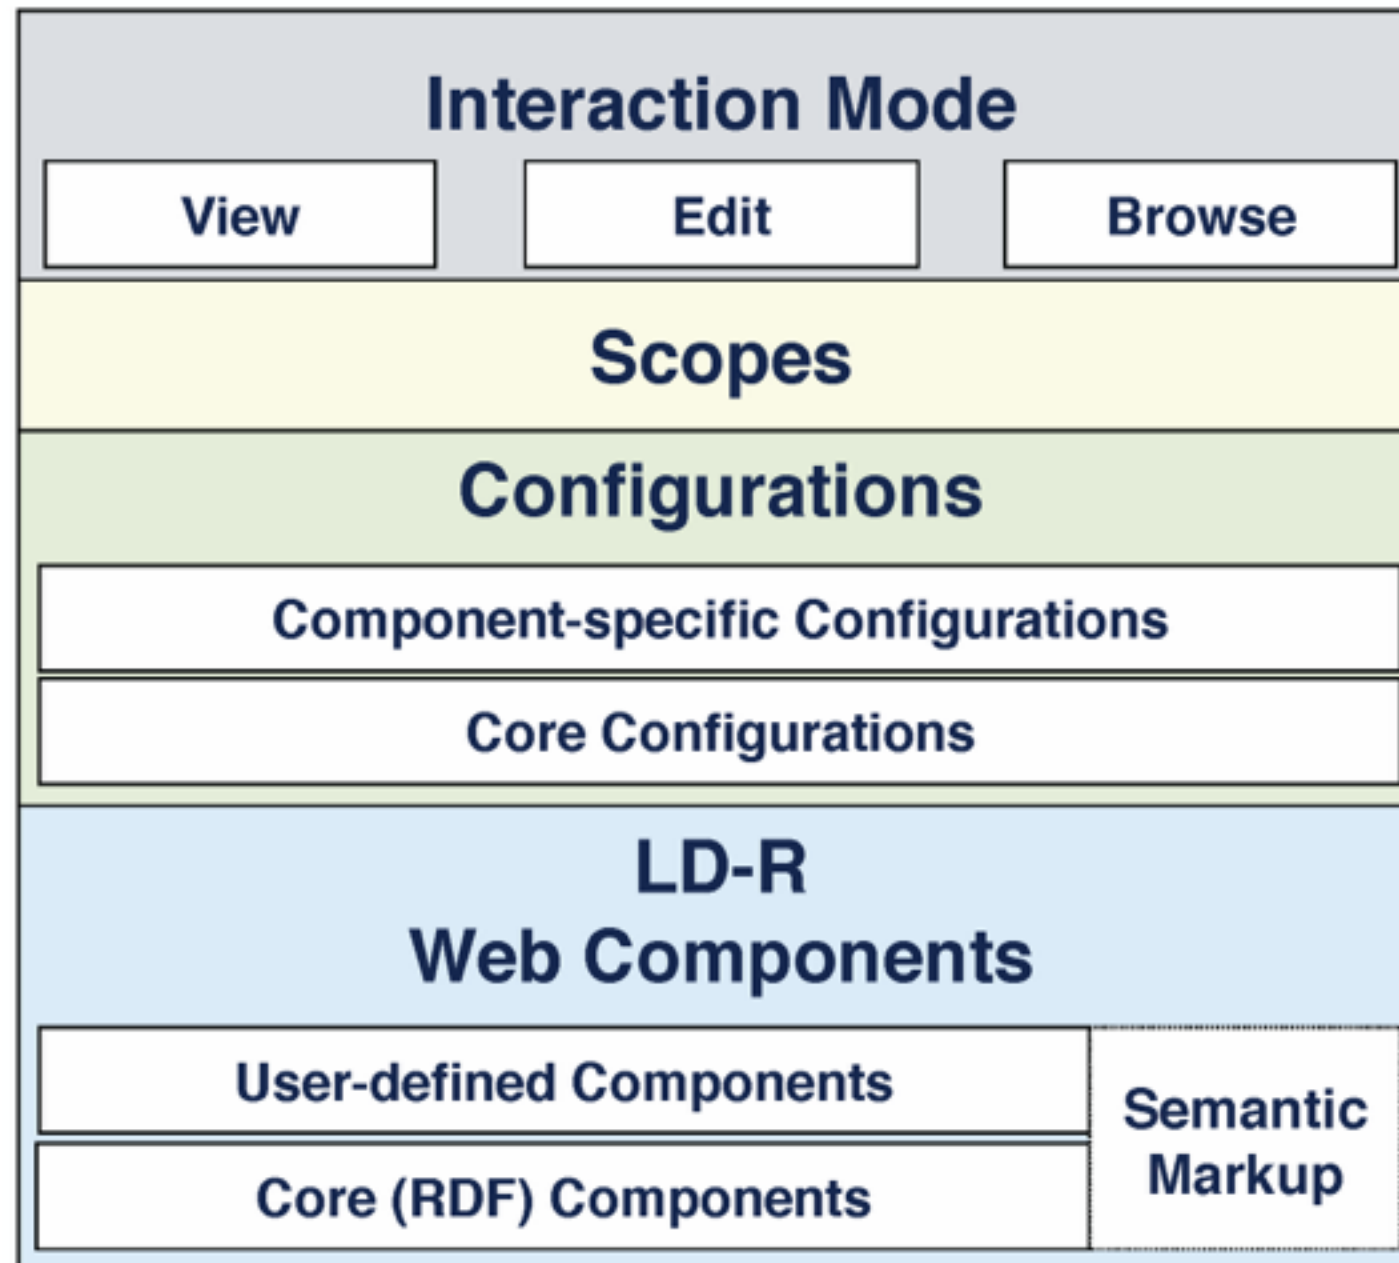 Interaction Mode
View Edit Browse
Scopes
Configurations
Component-specific Configurations
Core Configurations
LD-R
Web Components
User-defined Components
Core (RDF) Components
Semantic
Markup